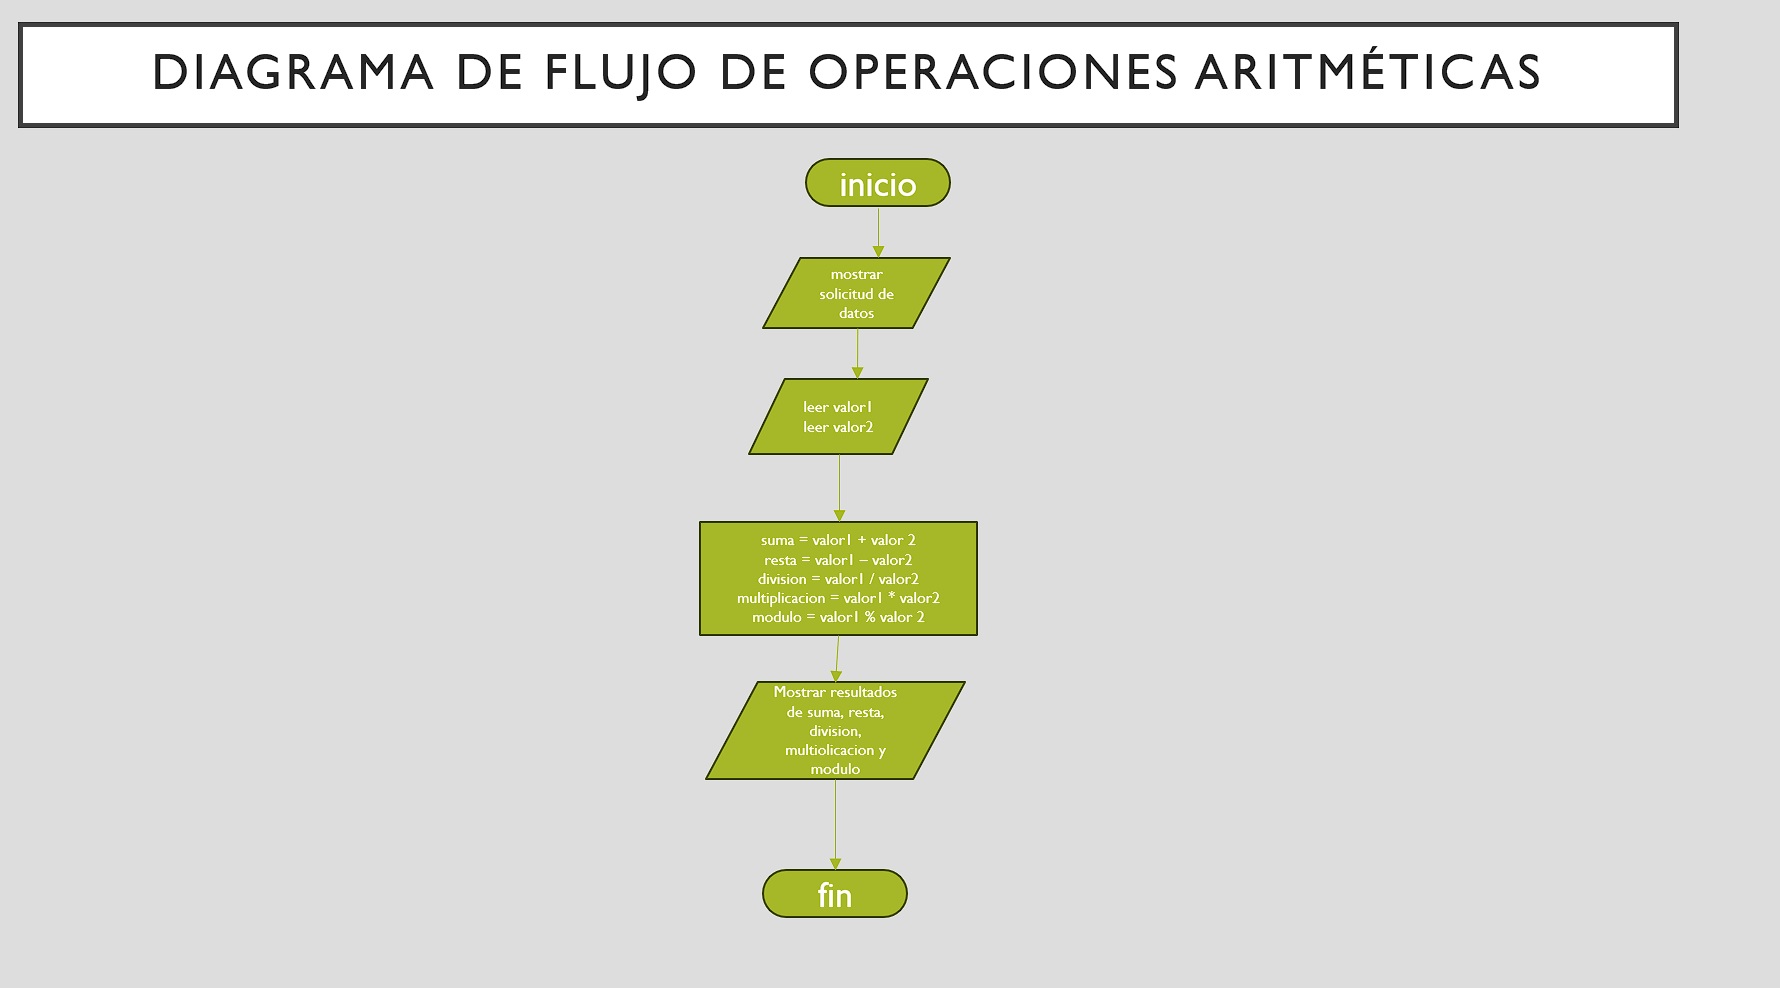 DIAGRAMA DE FLUJO DE OPERACIONES ARITMÉTICAS
inicio
mostrar
solicitud de
datos
leer valor1
leer valor2
suma = valor1 + valor 2
resta = valor1 – valor2
division = valor1 / valor2
multiplicacion = valor1 * valor2
modulo = valor1 % valor 2
Mostrar resultados
de suma, resta,
division,
multiolicacion y
modulo
fin